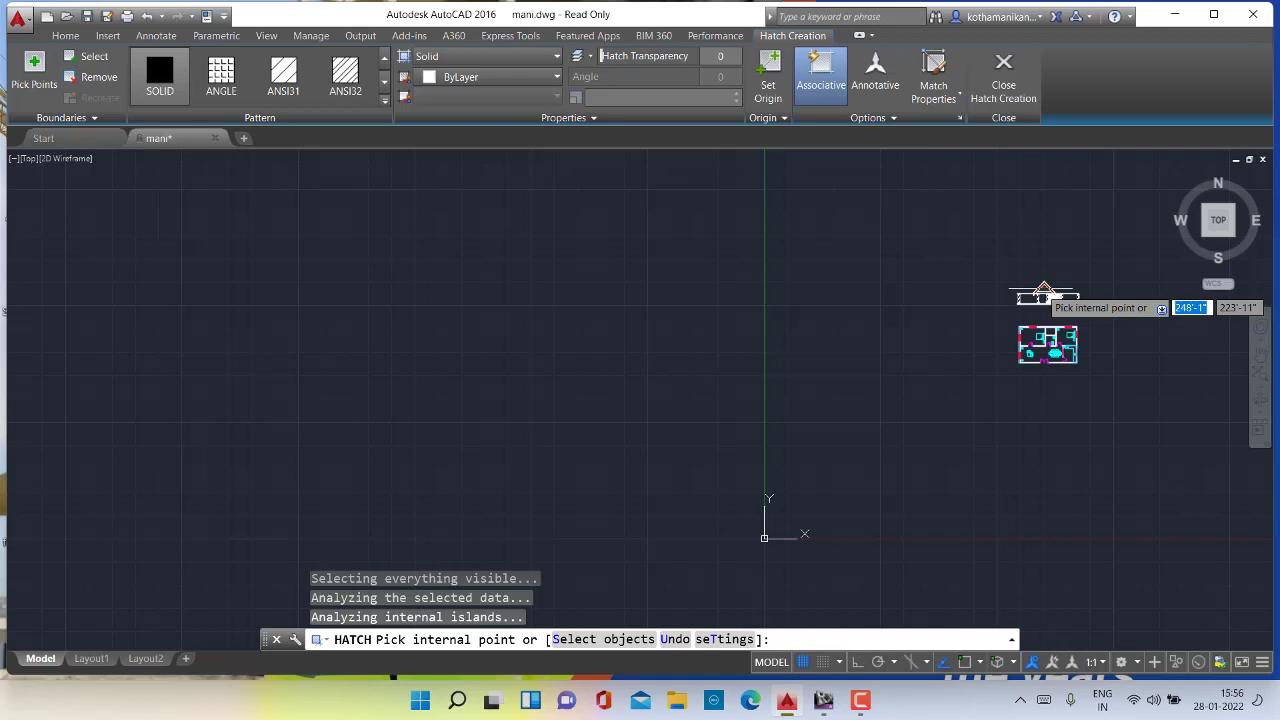 Autodesk AutoCAD 2016 mani.dwg - Read Only
Type a keyword or phrase
kothamanikan...
Home Insert Annotate Parametric View Manage Output Add-ins A360 Express Tools Featured Apps BIM 360 Performance Hatch Creation
Pick Points
Select
Remove
Recreate
SOLID
ANGLE
ANSI31
ANSI32
Solid
ByLayer
Hatch Transparency 0
Angle 0
Set
Origin
Associative
Annotative
Match
Properties
Close
Hatch Creation
Boundaries Pattern Properties Origin Options Close
Start mani*
[−][Top][2D Wireframe]
N
W TOP E
S
WCS
Pick internal point or 248'-1" 223'-11"
Y
X
Selecting everything visible...
Analyzing the selected data...
Analyzing internal islands...
HATCH Pick internal point or [Select objects Undo seTtings]:
Model Layout1 Layout2
MODEL 1:1
ENG
IN
15:56
28-01-2022